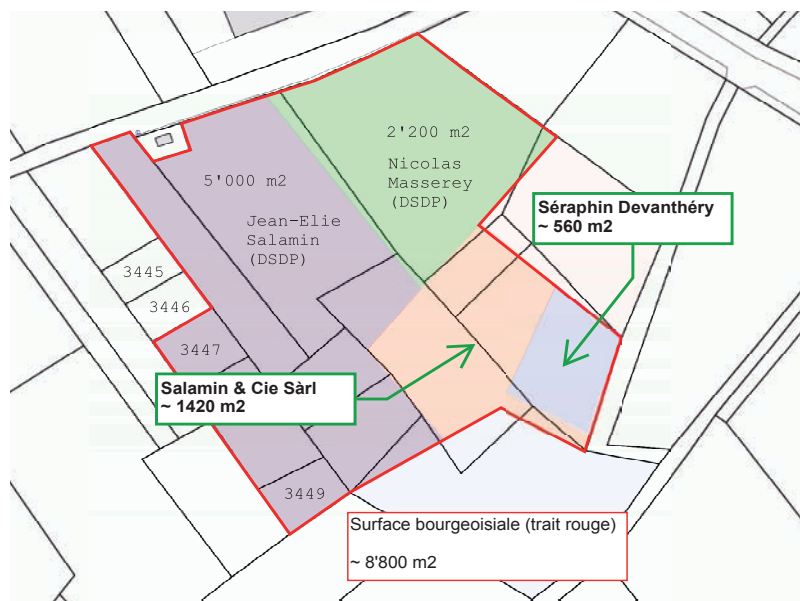 2'200 m2
Nicolas
Masserey
(DSDP)
5'000 m2
Jean-Elie
Salamin
(DSDP)
Séraphin Devanthéry
~ 560 m2
3445
3446
3447
Salamin & Cie Sàrl
~ 1420 m2
3449
Surface bourgeoisiale (trait rouge)
~ 8'800 m2